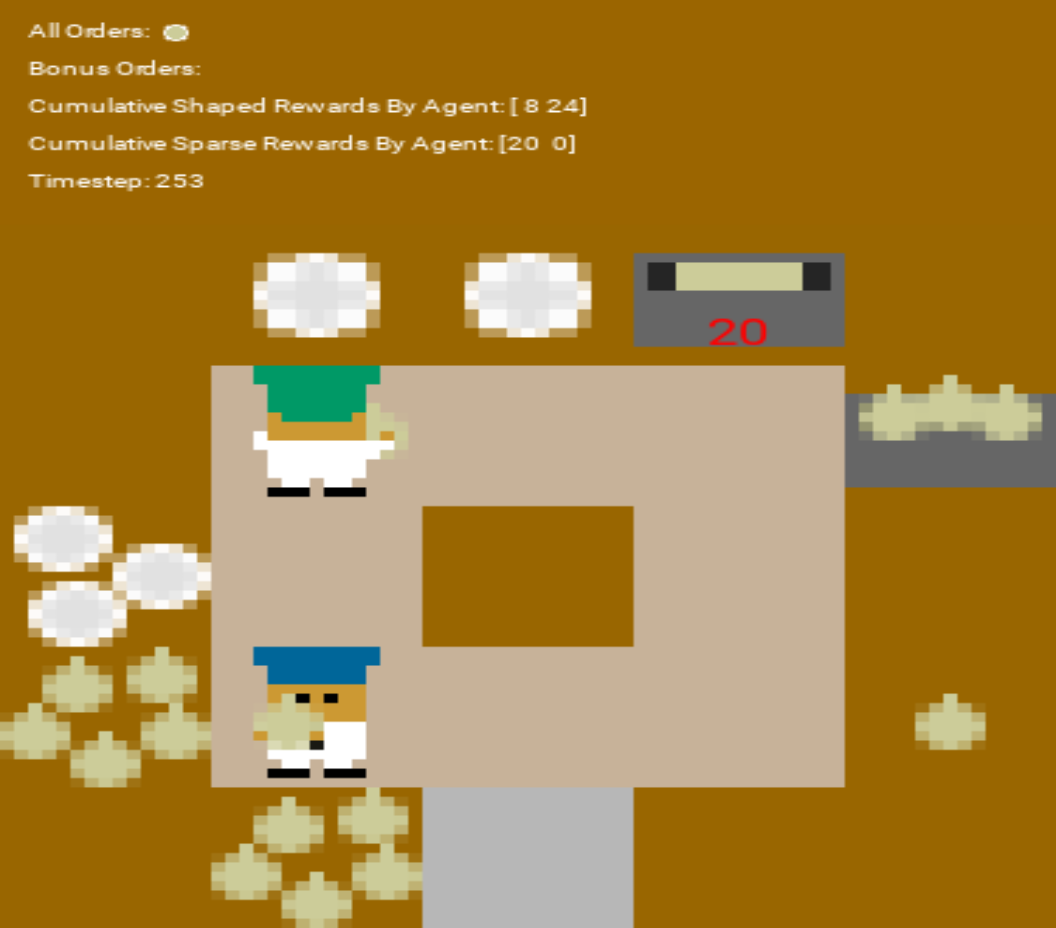 All Orders:
Bonus Orders:
Cumulative Shaped Rewards By Agent: [ 8 24]
Cumulative Sparse Rewards By Agent: [20  0]
Timestep: 253
20